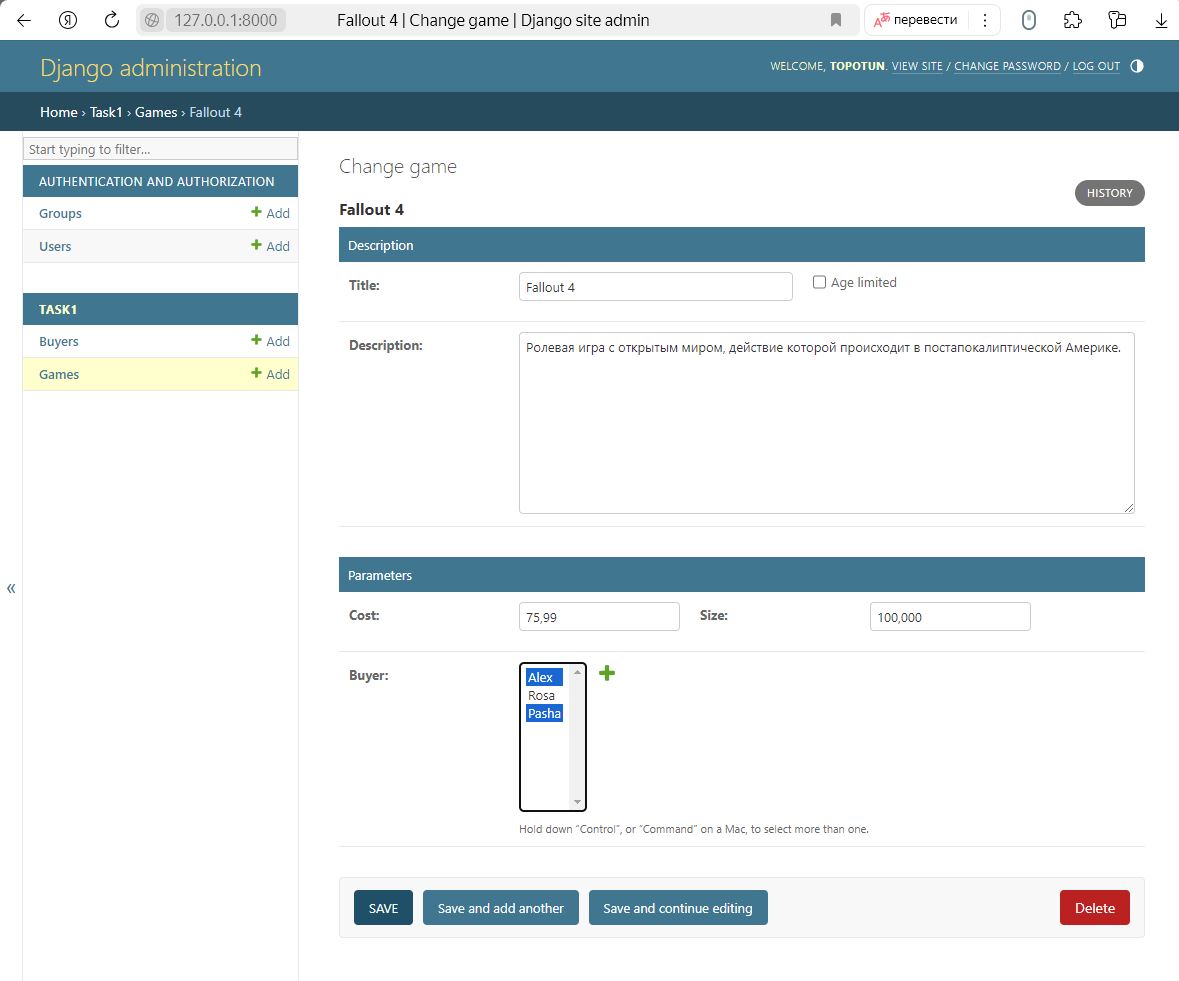 127.0.0.1:8000
Fallout 4 | Change game | Django site admin
перевести
Django administration
WELCOME, TOPOTUN. VIEW SITE / CHANGE PASSWORD / LOG OUT
Home › Task1 › Games › Fallout 4
Start typing to filter...
AUTHENTICATION AND AUTHORIZATION
Groups
Add
Users
Add
TASK1
Buyers
Add
Games
Add
«
Change game
HISTORY
Fallout 4
Description
Title:
Fallout 4
Age limited
Description:
Ролевая игра с открытым миром, действие которой происходит в постапокалиптической Америке.
Parameters
Cost:
75,99
Size:
100,000
Buyer:
Alex
Rosa
Pasha
Hold down “Control”, or “Command” on a Mac, to select more than one.
SAVE
Save and add another
Save and continue editing
Delete